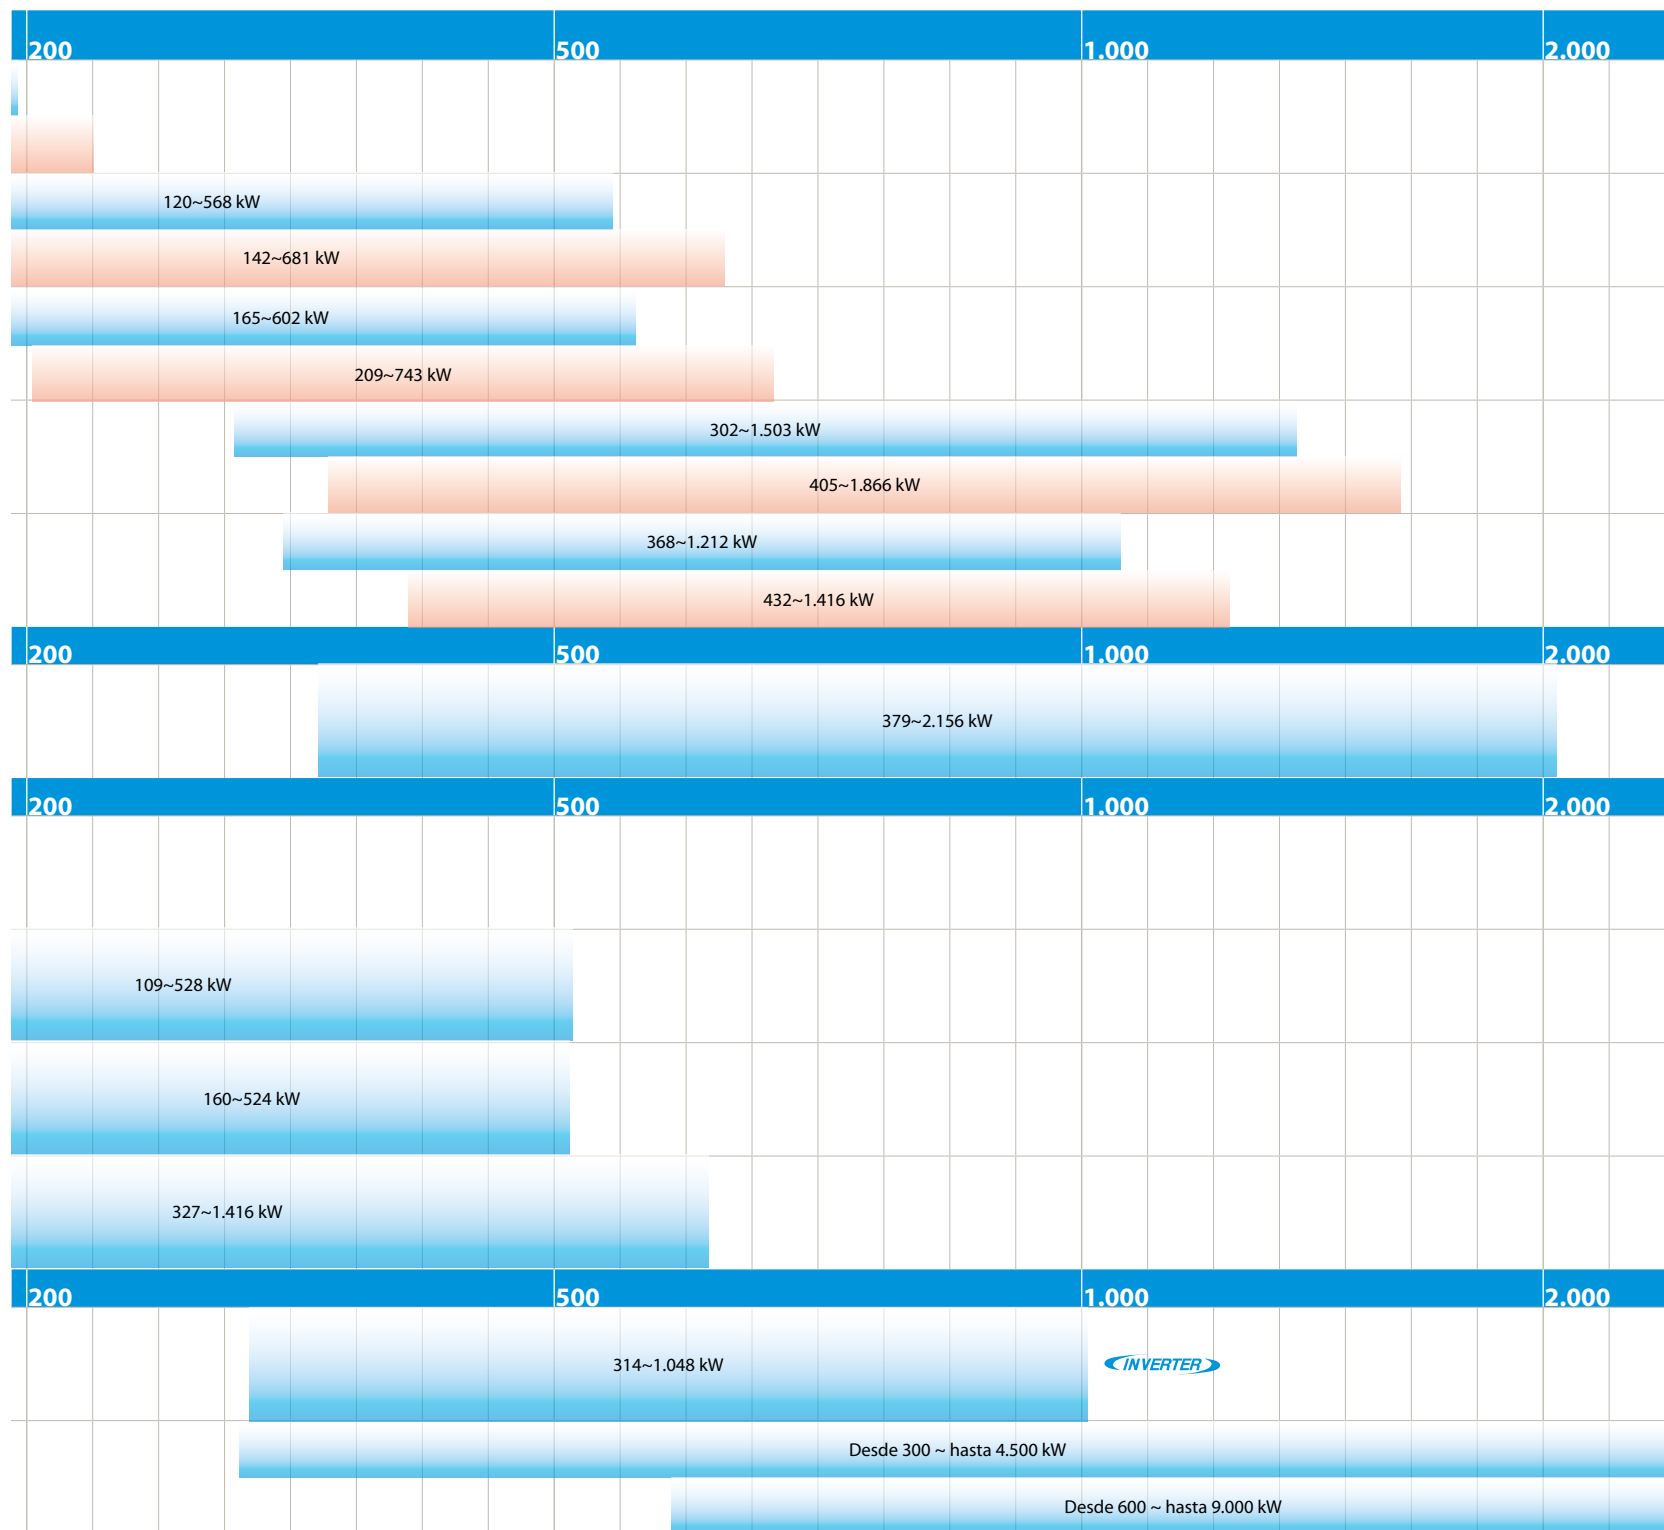 200 500 1.000 2.000
120~568 kW
142~681 kW
165~602 kW
209~743 kW
302~1.503 kW
405~1.866 kW
368~1.212 kW
432~1.416 kW
200 500 1.000 2.000
379~2.156 kW
200 500 1.000 2.000
109~528 kW
160~524 kW
327~1.416 kW
200 500 1.000 2.000
314~1.048 kW INVERTER
Desde 300 ~ hasta 4.500 kW
Desde 600 ~ hasta 9.000 kW